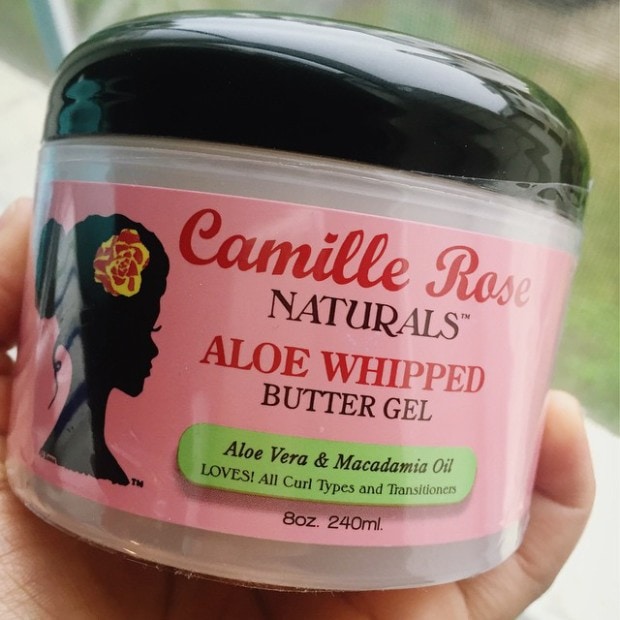 Camille Rose
NATURALS™
ALOE WHIPPED
BUTTER GEL
Aloe Vera & Macadamia Oil
LOVES! All Curl Types and Transitioners
8oz. 240ml.
TM